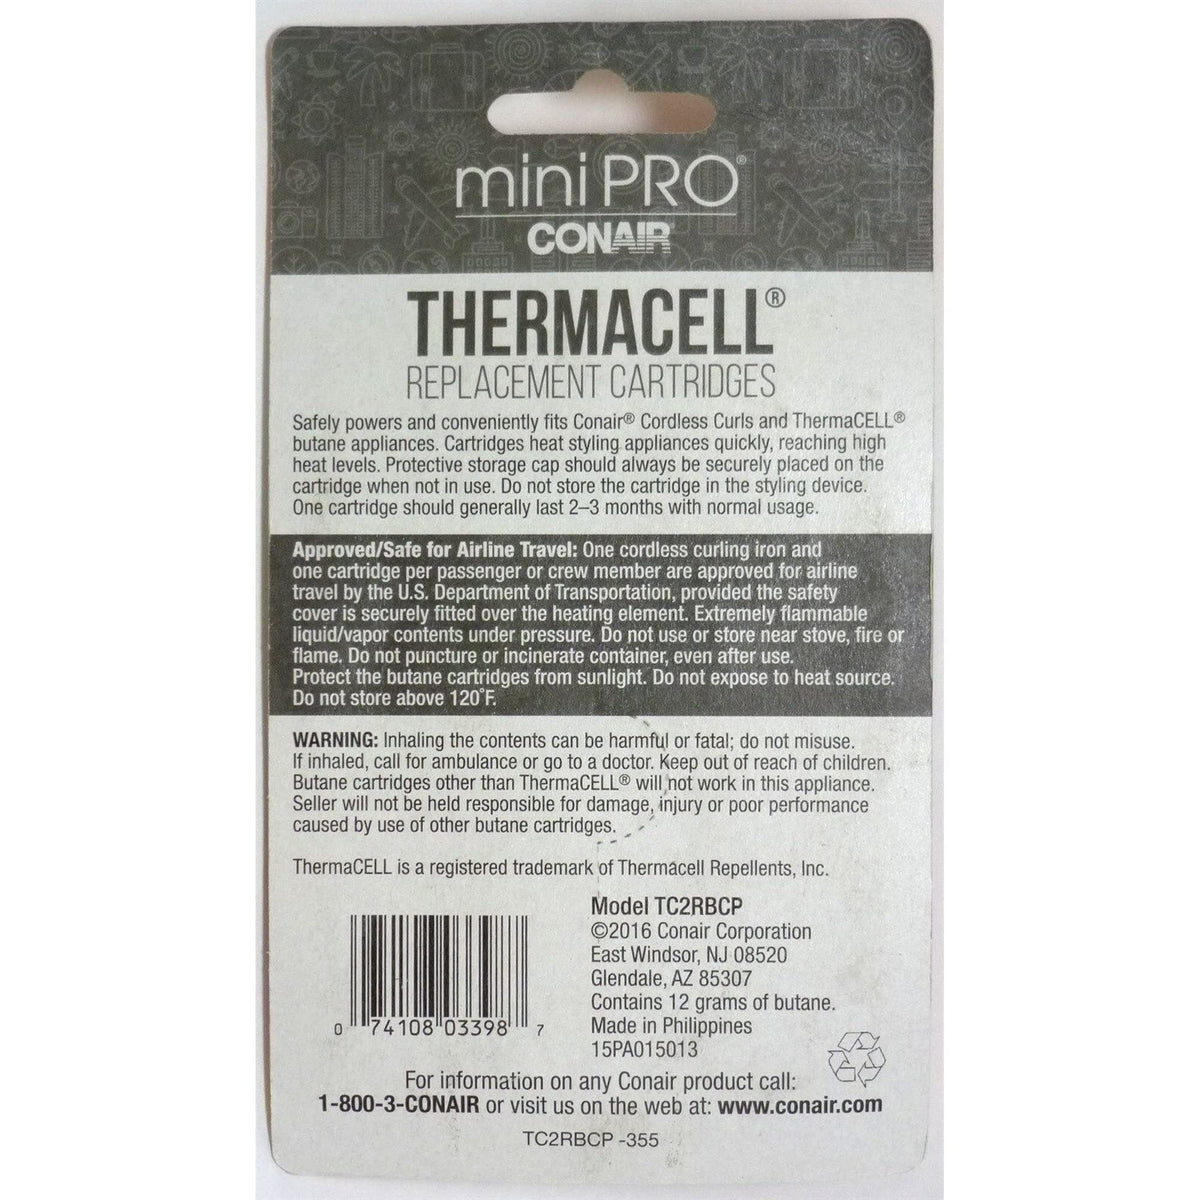 mini PRO®
CONAIR
THERMACELL®
REPLACEMENT CARTRIDGES
Safely powers and conveniently fits Conair® Cordless Curls and ThermaCELL®
butane appliances. Cartridges heat styling appliances quickly, reaching high
heat levels. Protective storage cap should always be securely placed on the
cartridge when not in use. Do not store the cartridge in the styling device.
One cartridge should generally last 2–3 months with normal usage.
Approved/Safe for Airline Travel: One cordless curling iron and
one cartridge per passenger or crew member are approved for airline
travel by the U.S. Department of Transportation, provided the safety
cover is securely fitted over the heating element. Extremely flammable
liquid/vapor contents under pressure. Do not use or store near stove, fire or
flame. Do not puncture or incinerate container, even after use.
Protect the butane cartridges from sunlight. Do not expose to heat source.
Do not store above 120°F.
WARNING: Inhaling the contents can be harmful or fatal; do not misuse.
If inhaled, call for ambulance or go to a doctor. Keep out of reach of children.
Butane cartridges other than ThermaCELL® will not work in this appliance.
Seller will not be held responsible for damage, injury or poor performance
caused by use of other butane cartridges.
ThermaCELL is a registered trademark of Thermacell Repellents, Inc.
Model TC2RBCP
©2016 Conair Corporation
East Windsor, NJ 08520
Glendale, AZ 85307
Contains 12 grams of butane.
Made in Philippines
15PA015013
0 74108 03398 7
For information on any Conair product call:
1-800-3-CONAIR or visit us on the web at: www.conair.com
TC2RBCP -355